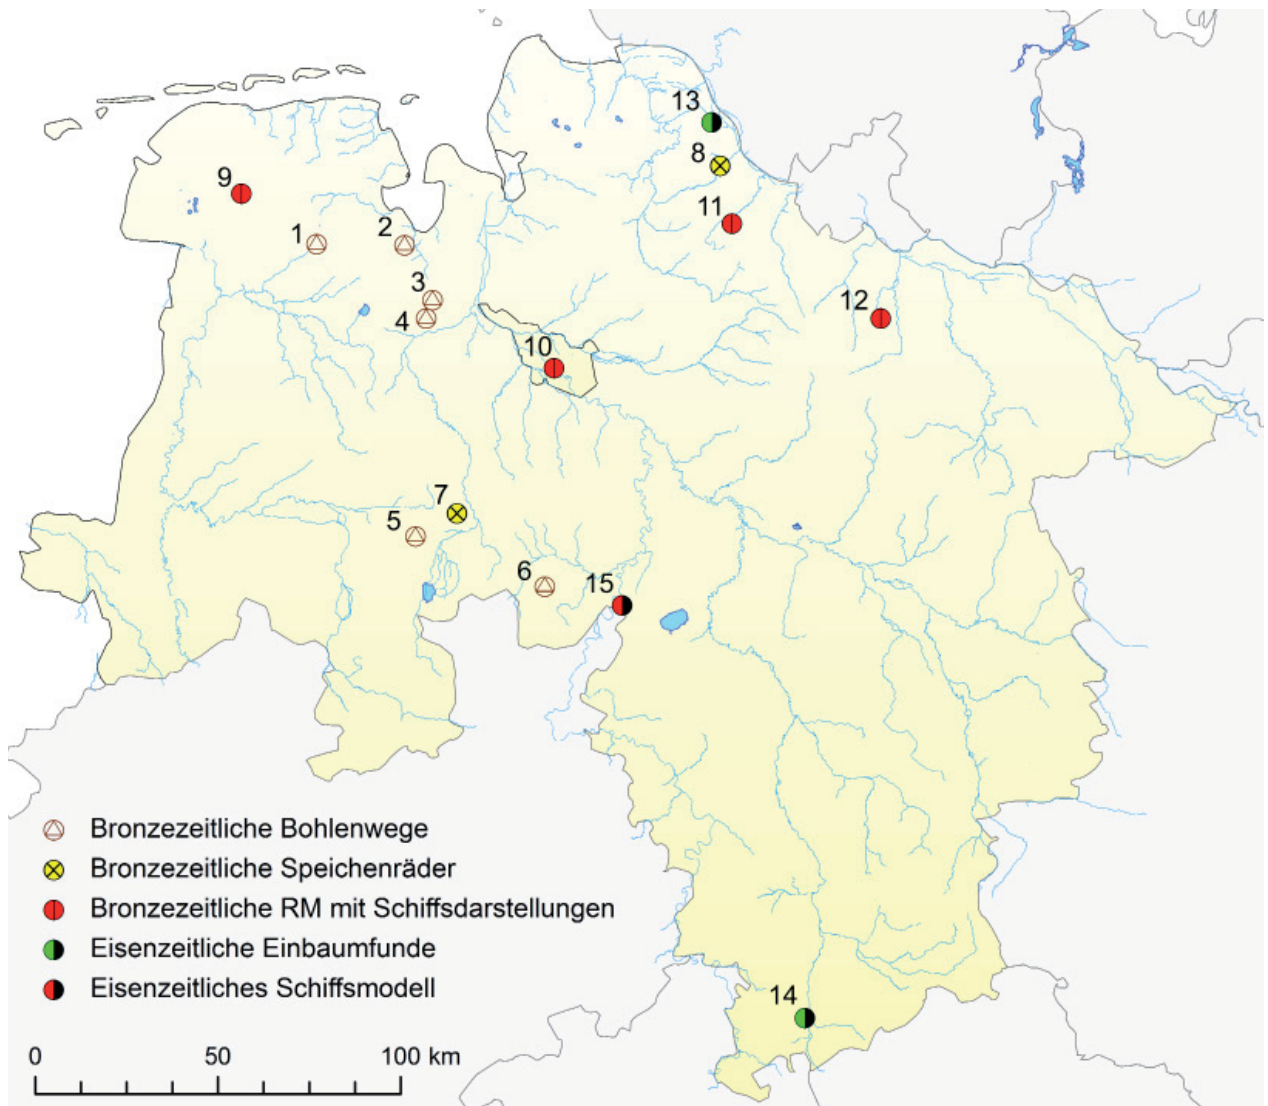 13
8
9
11
1
2
3
12
4
10
7
5
6
15
Bronzezeitliche Bohlenwege
Bronzezeitliche Speichenräder
Bronzezeitliche RM mit Schiffsdarstellungen
Eisenzeitliche Einbaumfunde
Eisenzeitliches Schiffsmodell
14
0 50 100 km